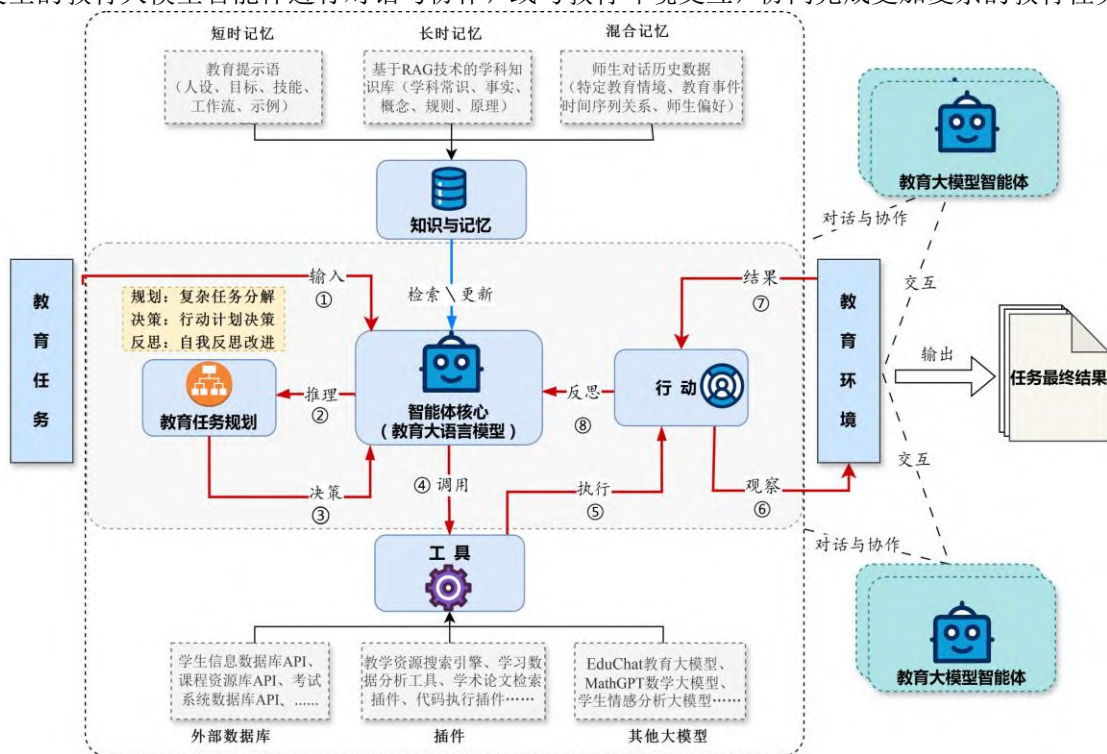 短时记忆
长时记忆
混合记忆
教育提示语
（人设、目标、技能、
工作流、示例）
基于RAG技术的学科知
识库（学科常识、事实、
概念、规则、原理）
师生对话历史数据
（特定教育情境、教育事件
时间序列关系、师生偏好）
知识与记忆
教育大模型智能体
对话与协作
教育任务
输入
①
规划：复杂任务分解
决策：行动计划决策
反思：自我反思改进
检索\更新
结果
⑦
教育环境
交互
输出
任务最终结果
教育任务规划
推理
②
智能体核心
（教育大语言模型）
反思
⑧
行动
决策
③
④ 调用
执行
⑤
观察
⑥
交互
对话与协作
工具
学生信息数据库API、
课程资源库API、考试
系统数据库API、......
教学资源搜索引擎、学习数
据分析工具、学术论文检索
插件、代码执行插件……
EduChat教育大模型、
MathGPT数学大模型、
学生情感分析大模型……
外部数据库
插件
其他大模型
教育大模型智能体